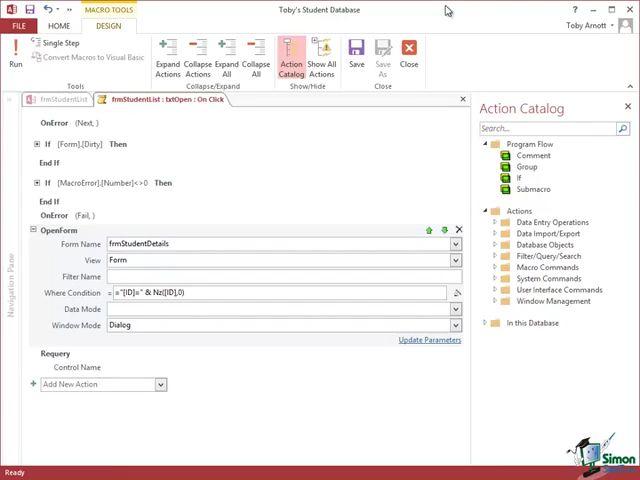 MACRO TOOLS
Toby's Student Database
FILE
HOME
DESIGN
Toby Arnott
Run
Single Step
Convert Macros to Visual Basic
Tools
Expand Actions
Collapse Actions
Expand All
Collapse All
Collapse/Expand
Action Catalog
Show All Actions
Show/Hide
Save
Save As
Close
Close
frmStudentList
frmStudentList : txtOpen : On Click
OnError (Next, )
If [Form].[Dirty] Then
End If
If [MacroError].[Number]<>0 Then
End If
OnError (Fail, )
OpenForm
Form Name frmStudentDetails
View Form
Filter Name
Where Condition = ="[ID]=" & Nz([ID],0)
Data Mode
Window Mode Dialog
Update Parameters
Requery
Control Name
Add New Action
Navigation Pane
Action Catalog
Search...
Program Flow
Comment
Group
If
Submacro
Actions
Data Entry Operations
Data Import/Export
Database Objects
Filter/Query/Search
Macro Commands
System Commands
User Interface Commands
Window Management
In this Database
Ready
Simon